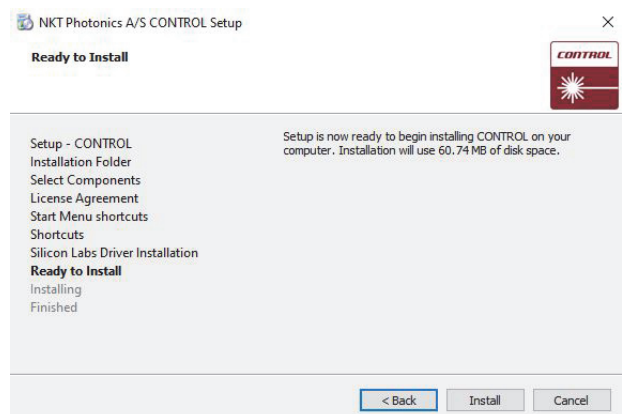 NKT Photonics A/S CONTROL Setup
Ready to Install
CONTROL
Setup - CONTROL
Installation Folder
Select Components
License Agreement
Start Menu shortcuts
Shortcuts
Silicon Labs Driver Installation
Ready to Install
Installing
Finished
Setup is now ready to begin installing CONTROL on your
computer. Installation will use 60.74 MB of disk space.
< Back
Install
Cancel